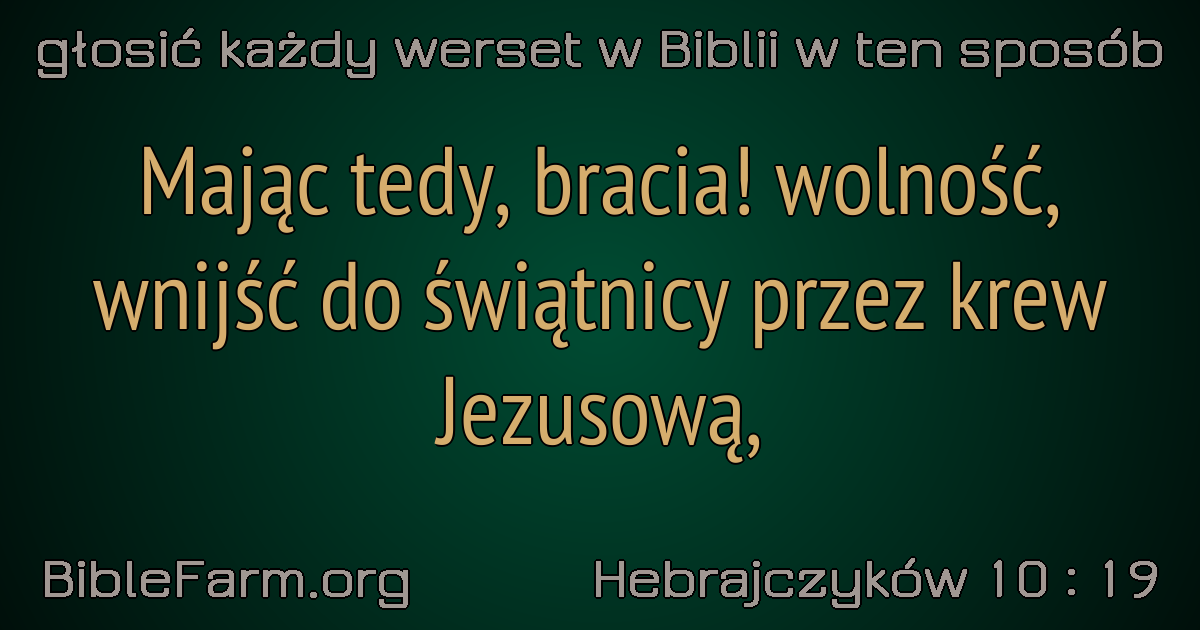 głosić każdy werset w Biblii w ten sposób
Mając tedy, bracia! wolność,
wnijść do świątnicy przez krew
Jezusową,
BibleFarm.org
Hebrajczyków 10 : 19